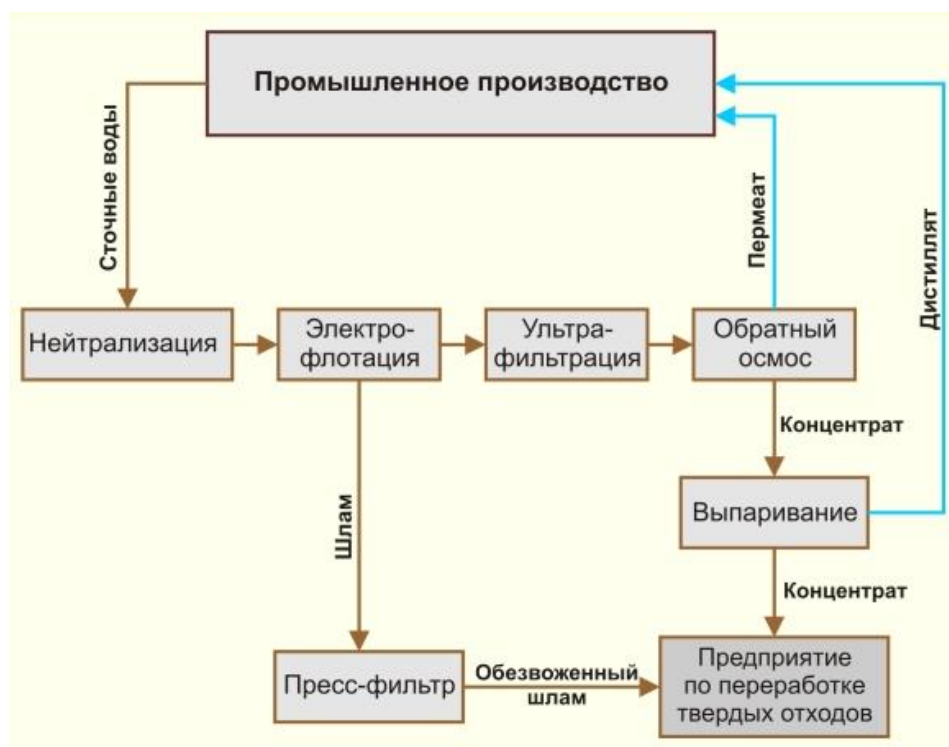 Промышленное производство
Сточные воды
Пермеат
Дистиллят
Нейтрализация
Электро-
флотация
Ультра-
фильтрация
Обратный
осмос
Концентрат
Выпаривание
Шлам
Концентрат
Пресс-фильтр
Обезвоженный
шлам
Предприятие
по переработке
твердых отходов